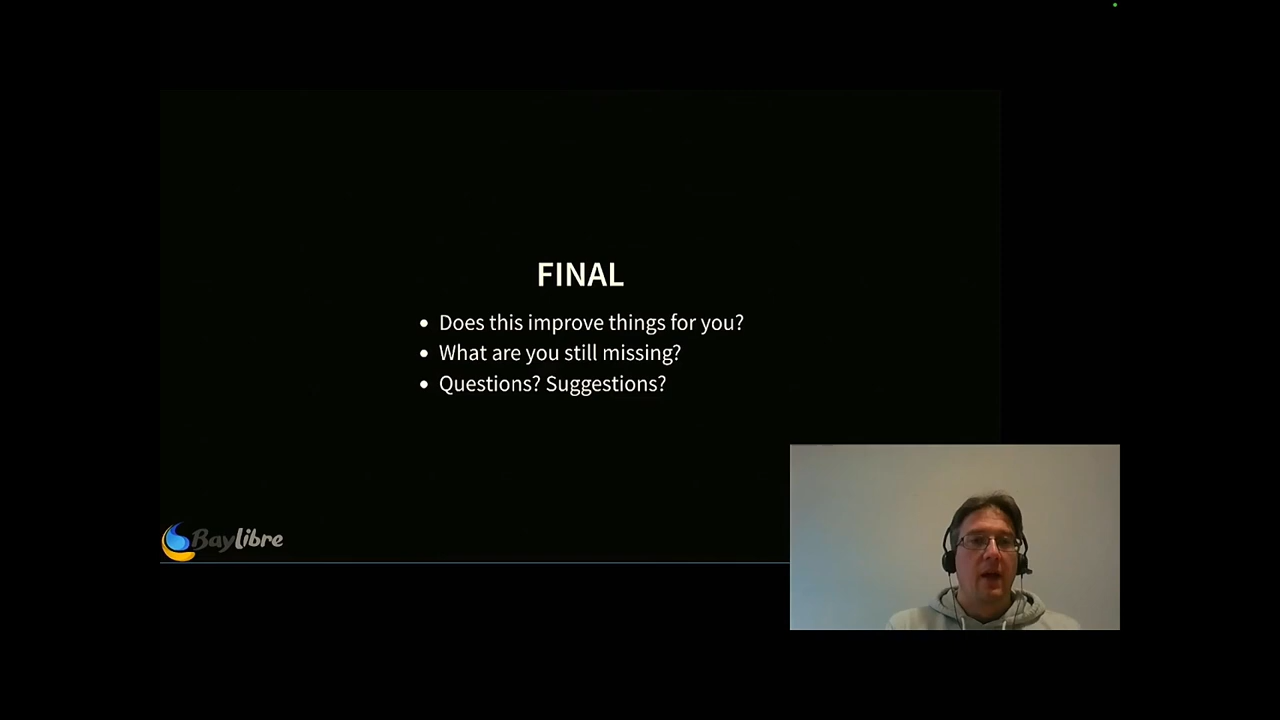 FINAL
Does this improve things for you?
What are you still missing?
Questions? Suggestions?
Baylibre